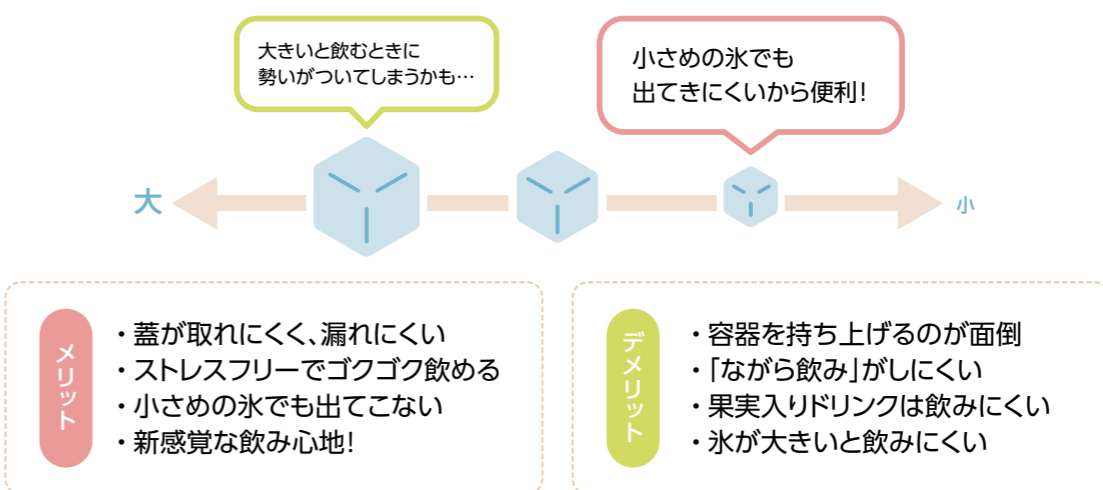 大きいと飲むときに
勢いがついてしまうかも…
小さめの氷でも
出てきにくいから便利!
大
小
メリット
・蓋が取れにくく、漏れにくい
・ストレスフリーでゴクゴク飲める
・小さめの氷でも出てこない
・新感覚な飲み心地!
デメリット
・容器を持ち上げるのが面倒
・「ながら飲み」がしにくい
・果実入りドリンクは飲みにくい
・氷が大きいと飲みにくい